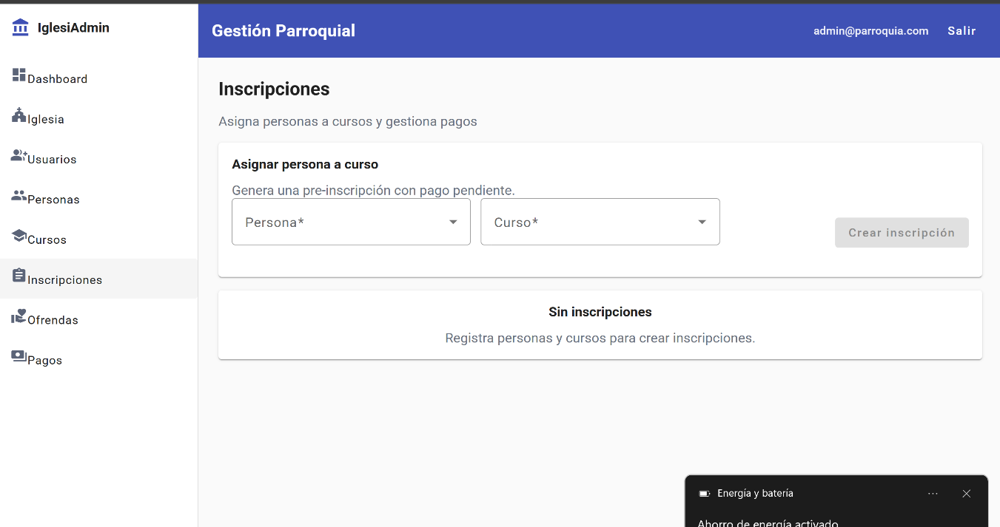 IglesiAdmin
Gestión Parroquial
admin@parroquia.com
Salir
Dashboard
Iglesia
Usuarios
Personas
Cursos
Inscripciones
Ofrendas
Pagos
Inscripciones
Asigna personas a cursos y gestiona pagos
Asignar persona a curso
Genera una pre-inscripción con pago pendiente.
Persona*
Curso*
Crear inscripción
Sin inscripciones
Registra personas y cursos para crear inscripciones.
Energía y batería
Ahorro de energía activado